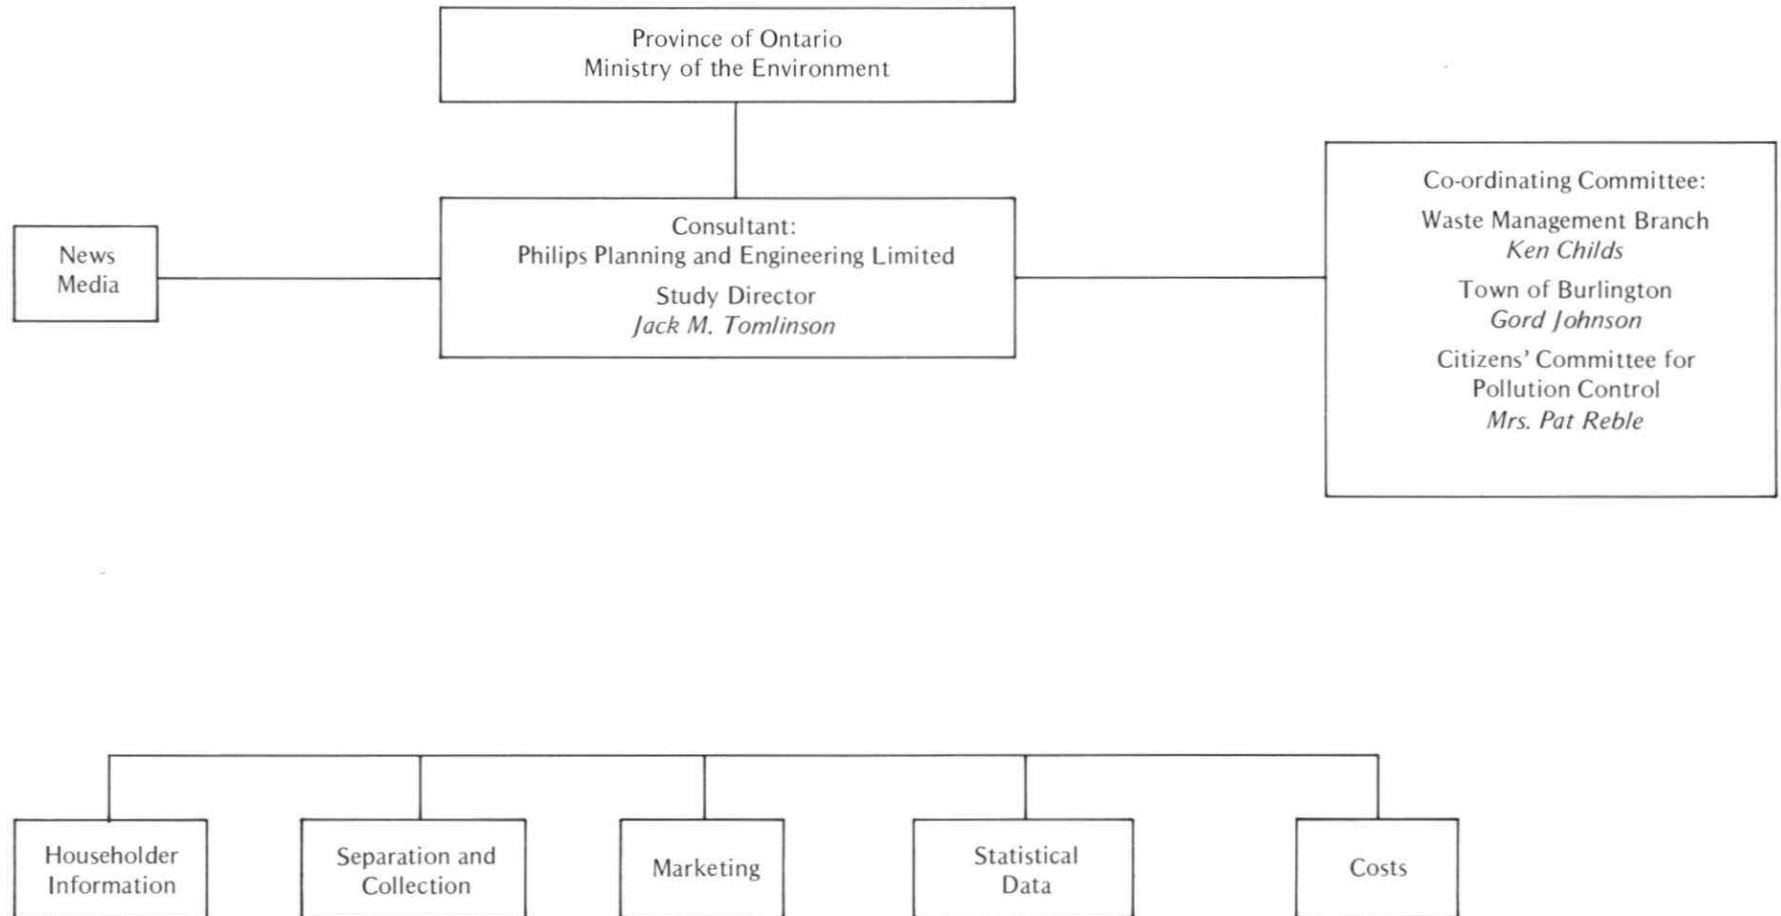 Province of Ontario
Ministry of the Environment
News
Media
Consultant:
Philips Planning and Engineering Limited
Study Director
Jack M. Tomlinson
Co-ordinating Committee:
Waste Management Branch
Ken Childs
Town of Burlington
Gord Johnson
Citizens' Committee for
Pollution Control
Mrs. Pat Reble
Householder
Information
Separation and
Collection
Marketing
Statistical
Data
Costs